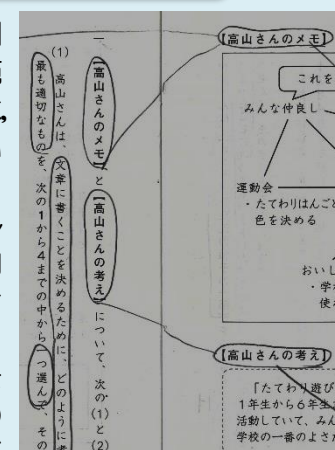 一
【高山さんのメモ】と【高山さんの考え】について、次の(1)と(2)
(1)
高山さんは、文章に書くことを決めるために、どのように考
最も適切なものを、次の1から4までの中から一つ選んで、その
【高山さんのメモ】
これを
みんな仲良し
運動会
・たてわりはんご
色を決める
おいし
・学
使
【高山さんの考え】
「たてわり遊び
1年生から6年生
活動していて、みん
学校の一番のよさ